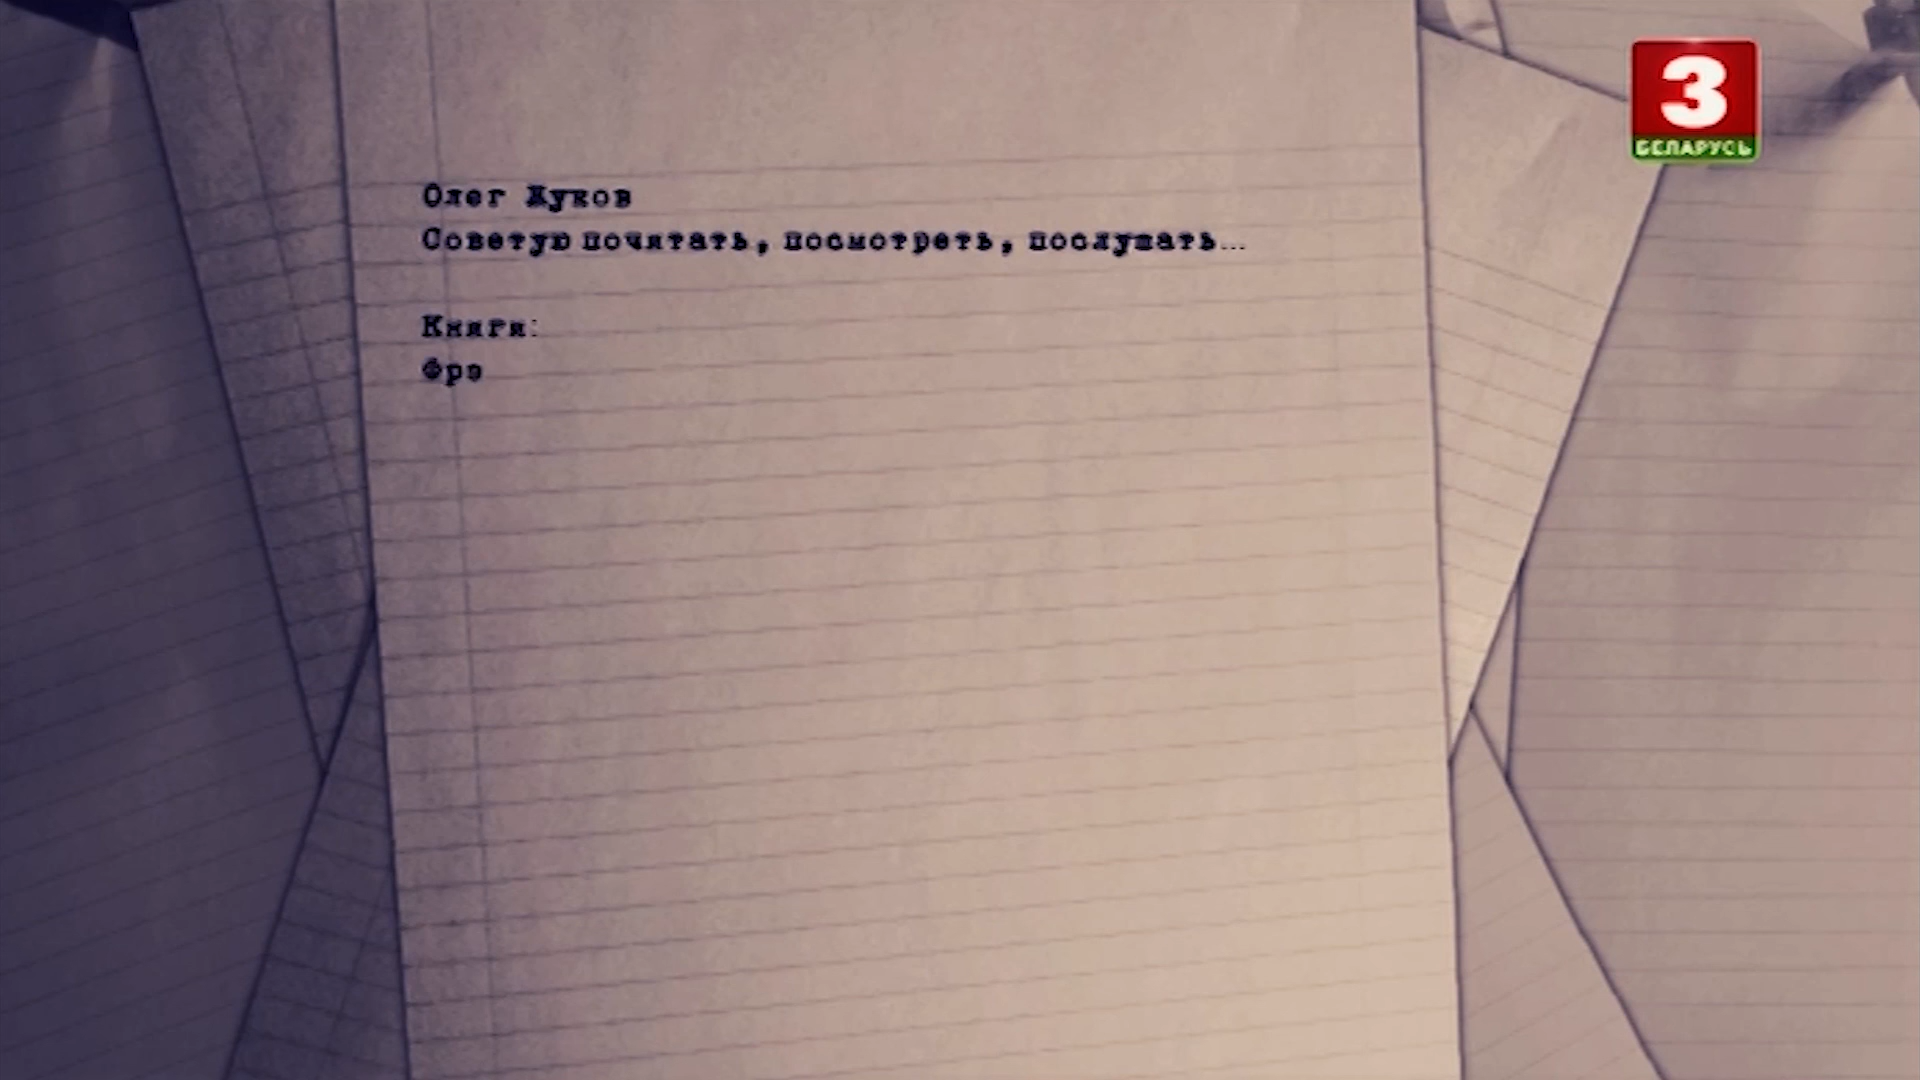 Олег Жуков
Советую почитать, посмотреть, послушать...
Книги:
Фрэ
3
БЕЛАРУСЬ